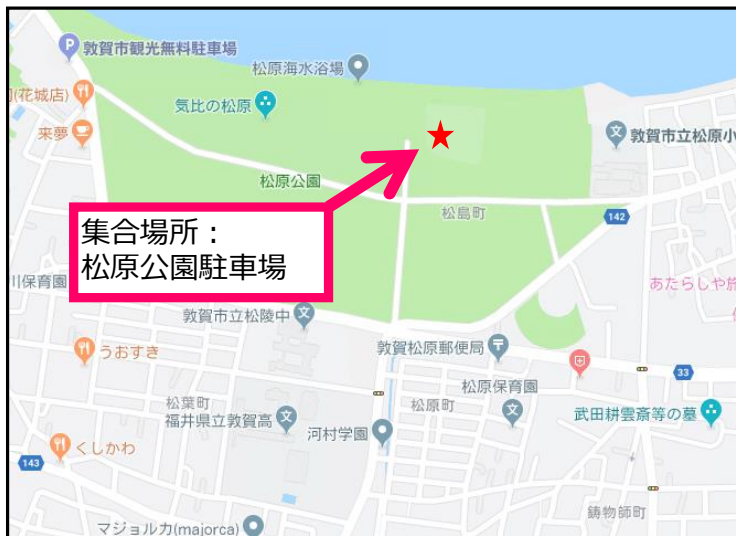 敦賀市観光無料駐車場
松原海水浴場
(花城店)
気比の松原
来夢
敦賀市立松原小
松原公園
松島町
142
集合場所：
松原公園駐車場
川保育園
あたらしや旅
敦賀市立松陵中
うおすき
敦賀松原郵便局
33
松葉町
松原町
松原保育園
福井県立敦賀高
武田耕雲斎等の墓
河村学園
くしかわ
143
鋳物師町
マジョルカ(majorca)